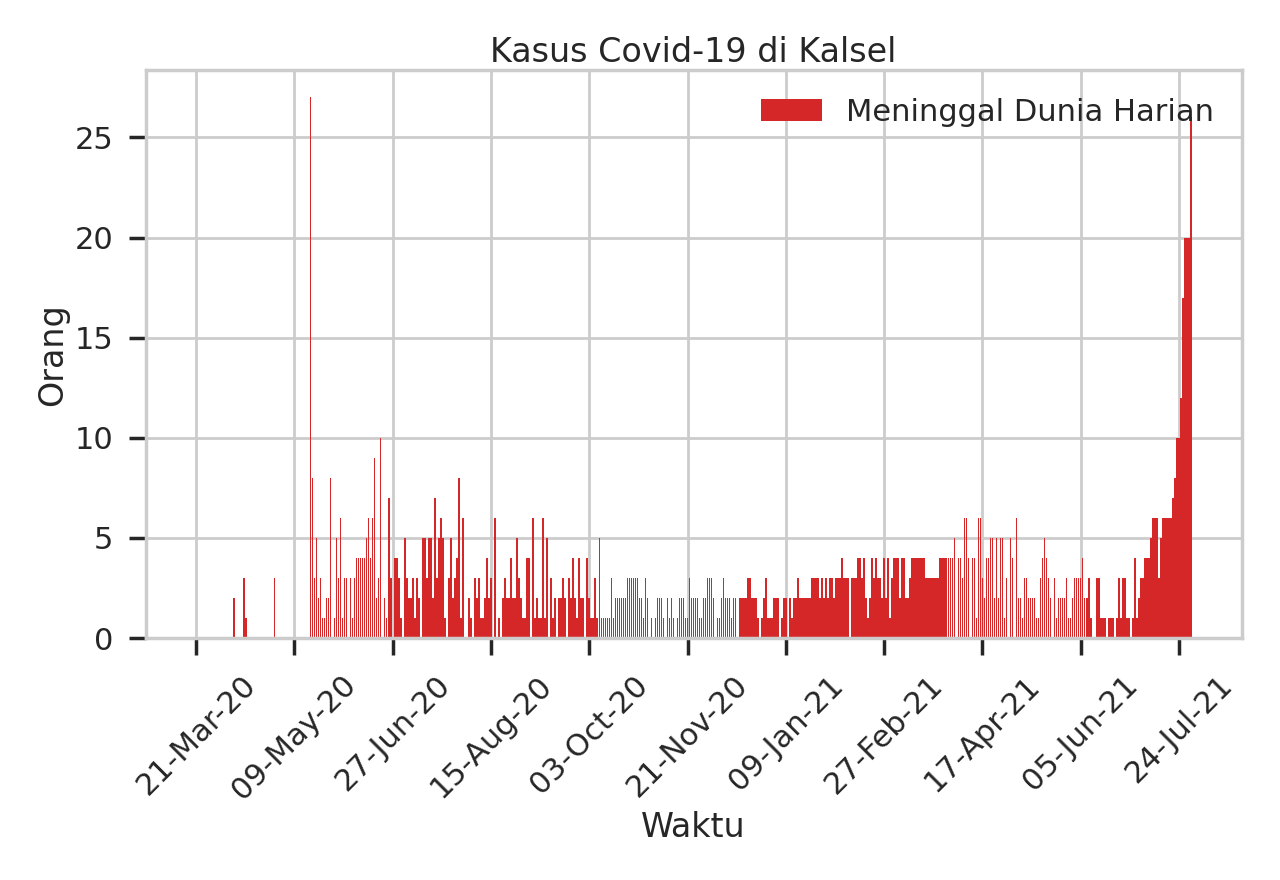 Kasus Covid-19 di Kalsel
Meninggal Dunia Harian
Orang
25
20
15
10
5
0
21-Mar-20
09-May-20
27-Jun-20
15-Aug-20
03-Oct-20
21-Nov-20
09-Jan-21
27-Feb-21
17-Apr-21
05-Jun-21
24-Jul-21
Waktu